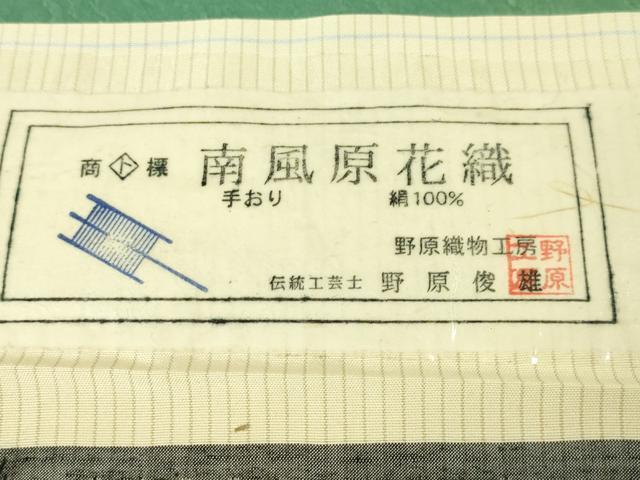 商 ト 標 南風原花織
手おり 絹100%
野原織物工房
伝統工芸士 野原俊雄
野原